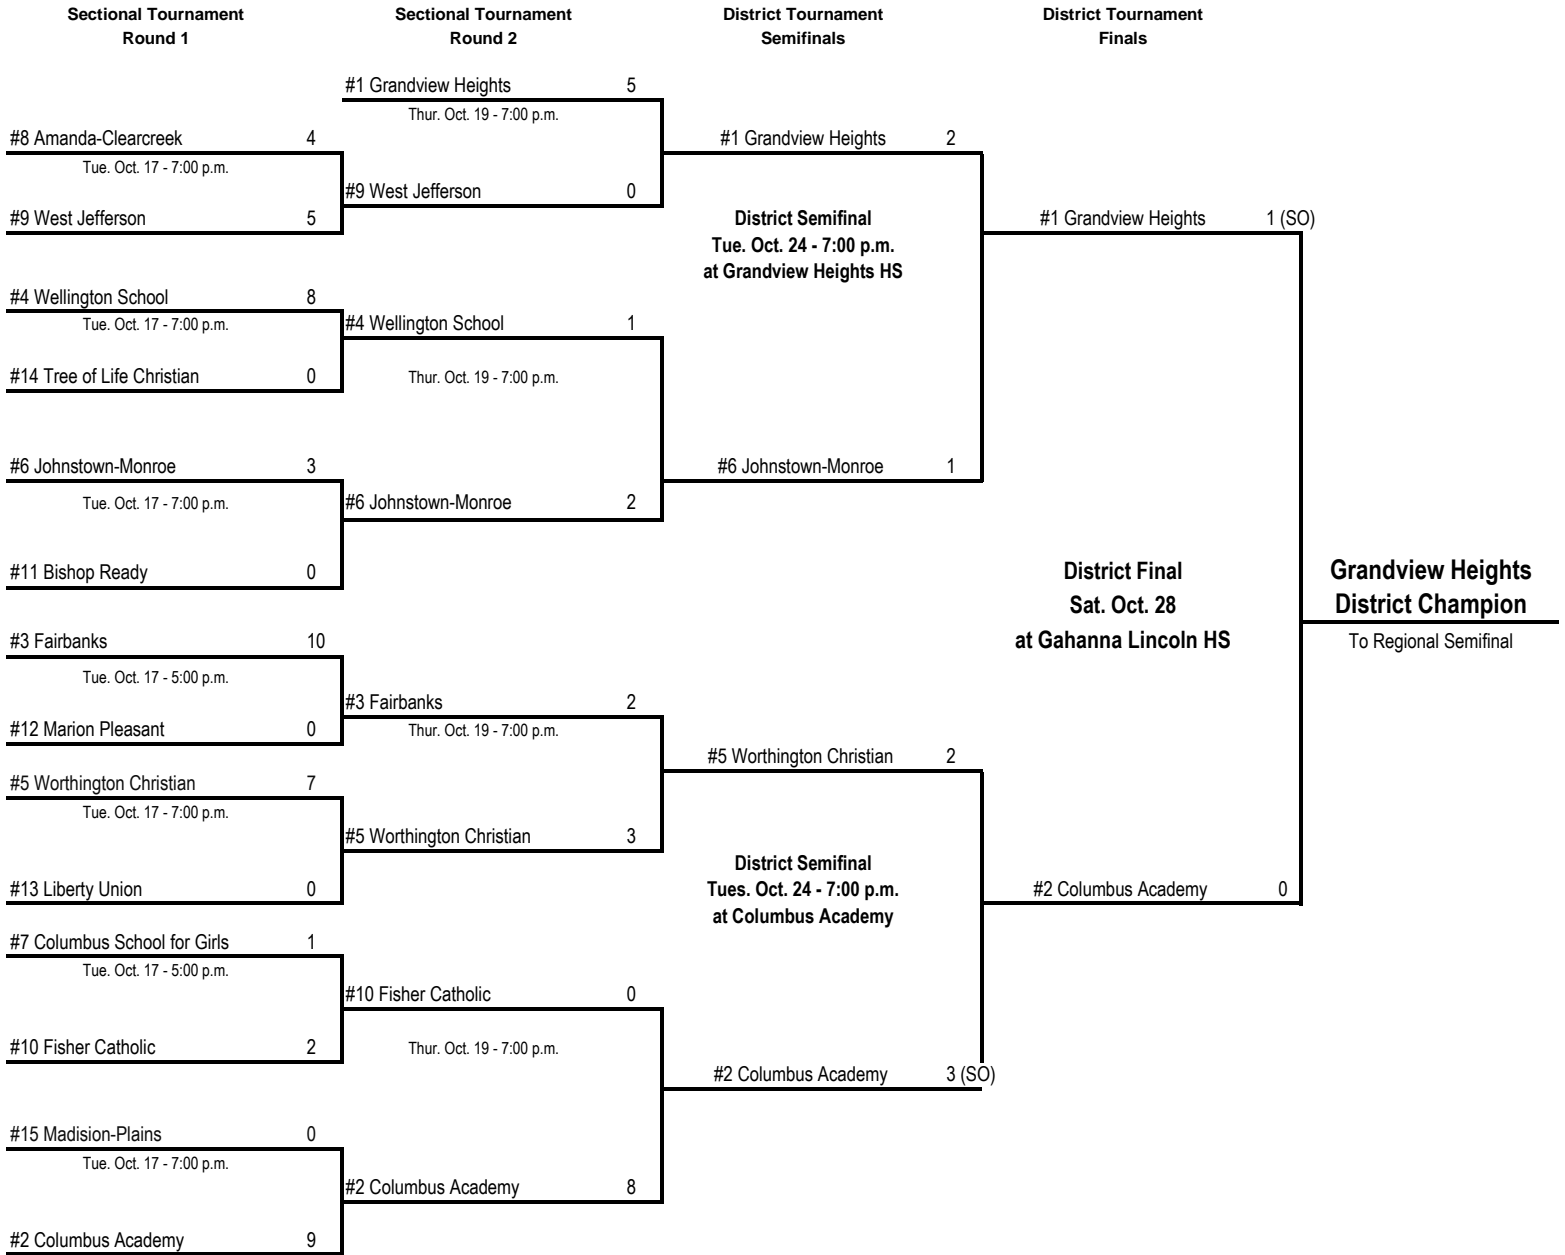 Sectional Tournament
Round 1
Sectional Tournament
Round 2
District Tournament
Semifinals
District Tournament
Finals
#8 Amanda-Clearcreek 4
Tue. Oct. 17 - 7:00 p.m.
#9 West Jefferson 5
#4 Wellington School 8
Tue. Oct. 17 - 7:00 p.m.
#14 Tree of Life Christian 0
#6 Johnstown-Monroe 3
Tue. Oct. 17 - 7:00 p.m.
#11 Bishop Ready 0
#3 Fairbanks 10
Tue. Oct. 17 - 5:00 p.m.
#12 Marion Pleasant 0
#5 Worthington Christian 7
Tue. Oct. 17 - 7:00 p.m.
#13 Liberty Union 0
#7 Columbus School for Girls 1
Tue. Oct. 17 - 5:00 p.m.
#10 Fisher Catholic 2
#15 Madision-Plains 0
Tue. Oct. 17 - 7:00 p.m.
#2 Columbus Academy 9
#1 Grandview Heights 5
Thur. Oct. 19 - 7:00 p.m.
#9 West Jefferson 0
#4 Wellington School 1
Thur. Oct. 19 - 7:00 p.m.
#6 Johnstown-Monroe 2
#3 Fairbanks 2
Thur. Oct. 19 - 7:00 p.m.
#5 Worthington Christian 3
#10 Fisher Catholic 0
Thur. Oct. 19 - 7:00 p.m.
#2 Columbus Academy 8
#1 Grandview Heights 2
District Semifinal
Tue. Oct. 24 - 7:00 p.m.
at Grandview Heights HS
#6 Johnstown-Monroe 1
#5 Worthington Christian 2
District Semifinal
Tues. Oct. 24 - 7:00 p.m.
at Columbus Academy
#2 Columbus Academy 3 (SO)
#1 Grandview Heights 1 (SO)
District Final
Sat. Oct. 28
at Gahanna Lincoln HS
#2 Columbus Academy 0
Grandview Heights
District Champion
To Regional Semifinal